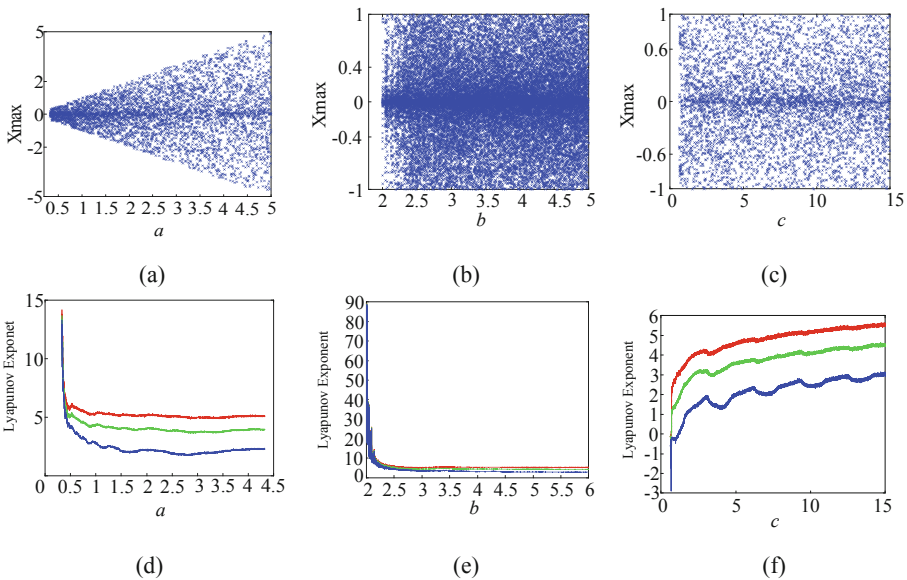 5
2
0
-2
-5
Xmax
0.5 1 1.5 2 2.5 3 3.5 4 4.5 5
a
(a)
1
0.4
0
-0.4
-1
Xmax
2 2.5 3 3.5 4 4.5 5
b
(b)
1
0.6
0
-0.6
-1
Xmax
0 5 10 15
c
(c)
15
10
5
Lyapunov Exponet
0 0.5 1 1.5 2 2.5 3 3.5 4 4.5
a
(d)
90
80
70
60
50
40
30
20
10
0
Lyapunov Exponent
2 2.5 3 3.5 4 4.5 5 5.5 6
b
(e)
6
5
4
3
2
1
0
-1
-2
-3
Lyapunov Exponent
0 5 10 15
c
(f)